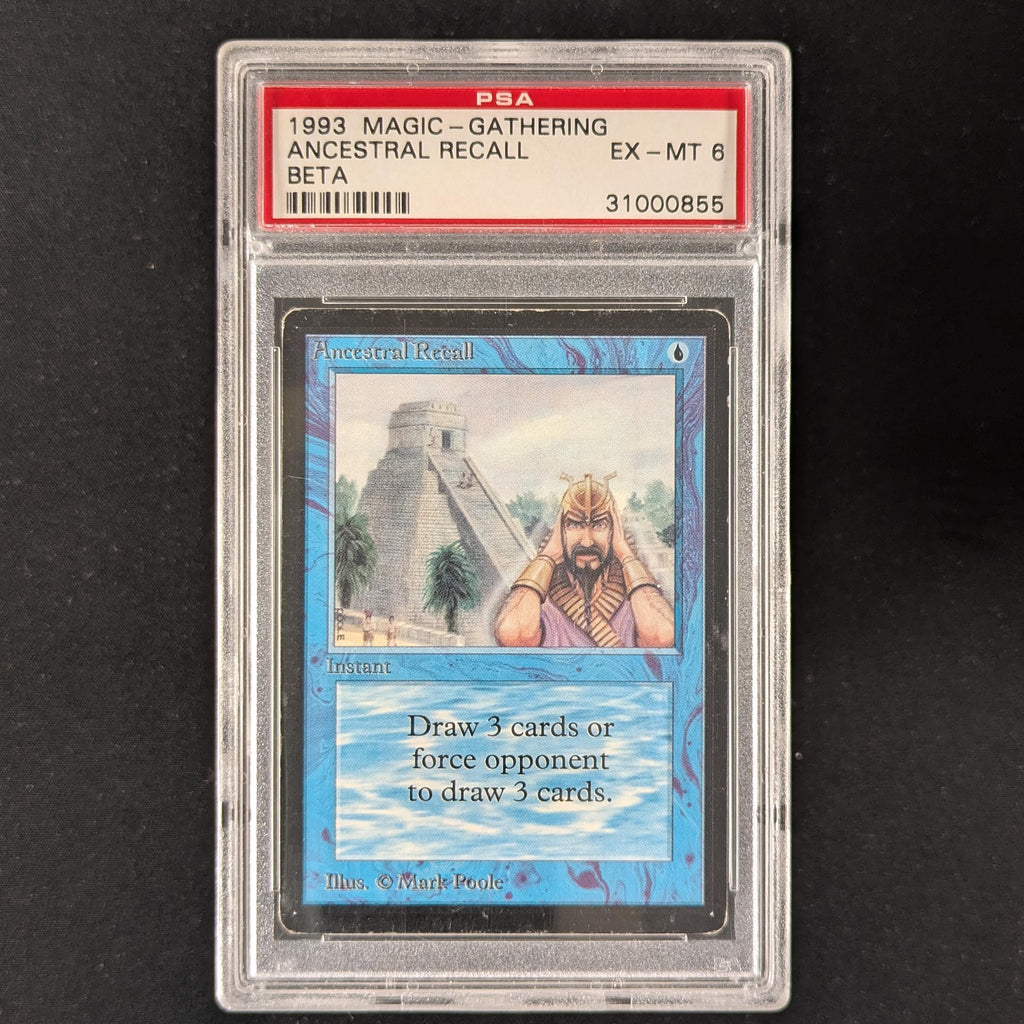 PSA
1993 MAGIC-GATHERING
ANCESTRAL RECALL EX-MT 6
BETA
31000855
Ancestral Recall
Instant
Draw 3 cards or
force opponent
to draw 3 cards.
Illus. © Mark Poole